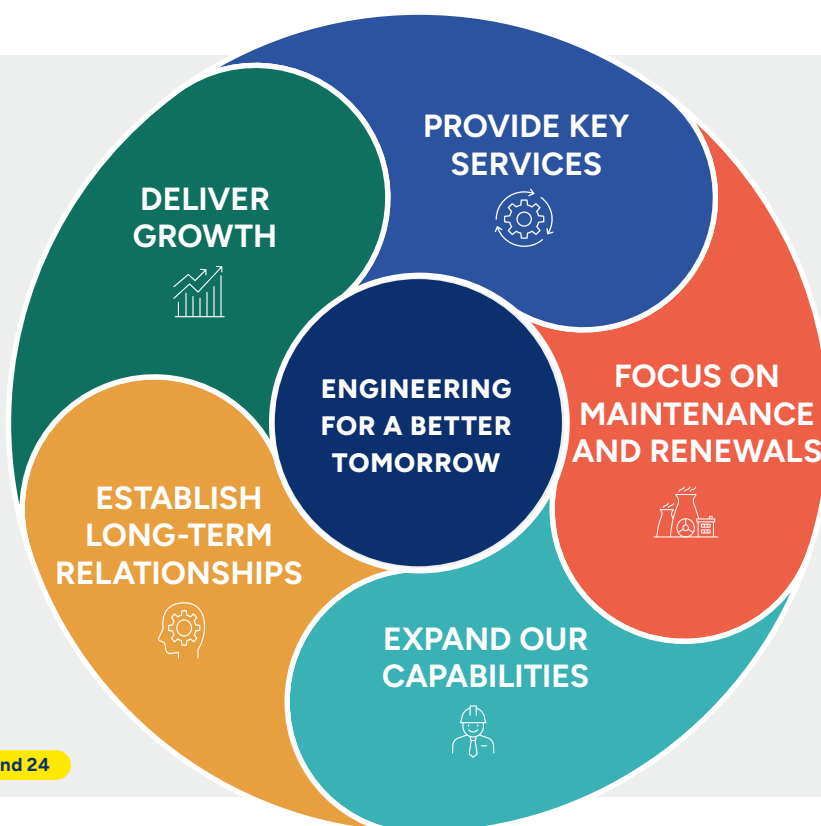 PROVIDE KEY
SERVICES
DELIVER
GROWTH
FOCUS ON
MAINTENANCE
AND RENEWALS
ENGINEERING
FOR A BETTER
TOMORROW
ESTABLISH
LONG-TERM
RELATIONSHIPS
EXPAND OUR
CAPABILITIES
24